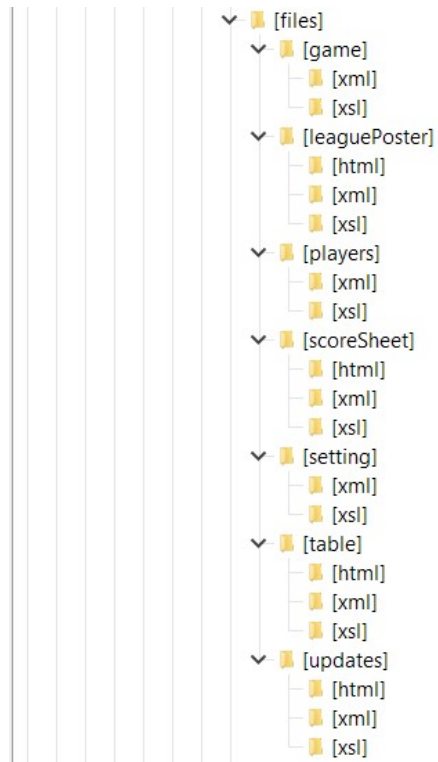 [files]
[game]
[xml]
[xsl]
[leaguePoster]
[html]
[xml]
[xsl]
[players]
[xml]
[xsl]
[scoreSheet]
[html]
[xml]
[xsl]
[setting]
[xml]
[xsl]
[table]
[html]
[xml]
[xsl]
[updates]
[html]
[xml]
[xsl]